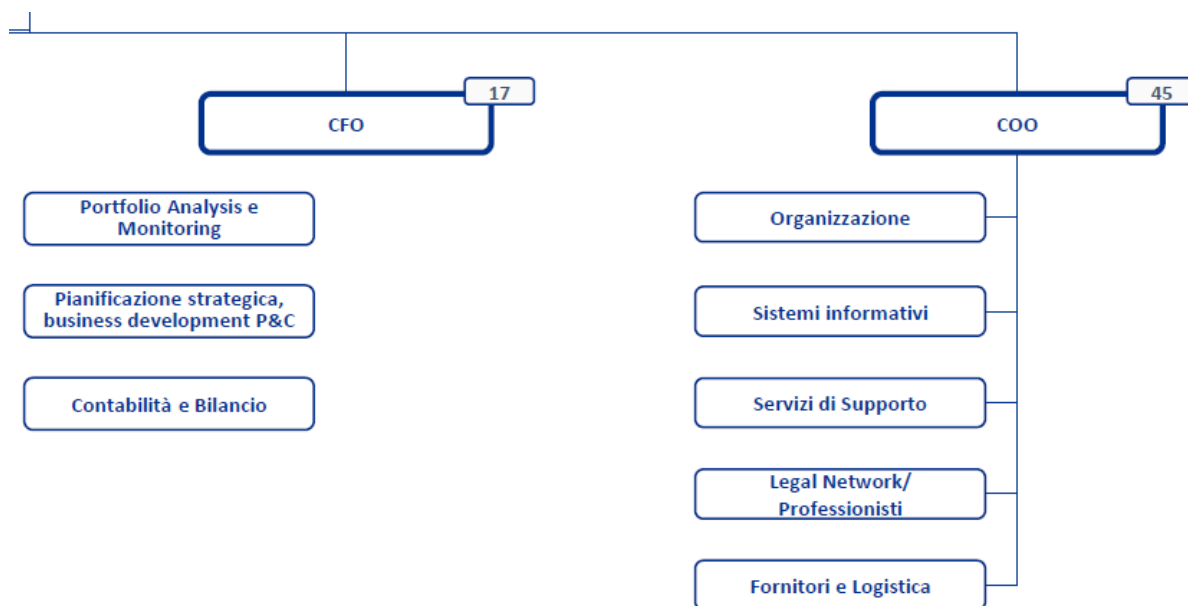 17
CFO
45
COO
Portfolio Analysis e
Monitoring
Pianificazione strategica,
business development P&C
Contabilità e Bilancio
Organizzazione
Sistemi informativi
Servizi di Supporto
Legal Network/
Professionisti
Fornitori e Logistica